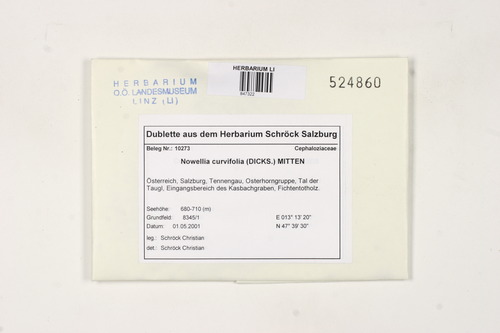 HERBARIUM
O.Ö. LANDESMUSEUM
LINZ (LI)
HERBARIUM LI
947322
524860
Dublette aus dem Herbarium Schröck Salzburg
Beleg Nr.: 10273 Cephaloziaceae
Nowellia curvifolia (DICKS.) MITTEN
Österreich, Salzburg, Tennengau, Osterhorngruppe, Tal der
Taugl, Eingangsbereich des Kasbachgraben, Fichtentotholz.
Seehöhe: 680-710 (m)
Grundfeld: 8345/1 E 013° 13' 20"
Datum: 01.05.2001 N 47° 39' 30"
leg.: Schröck Christian
det.: Schröck Christian